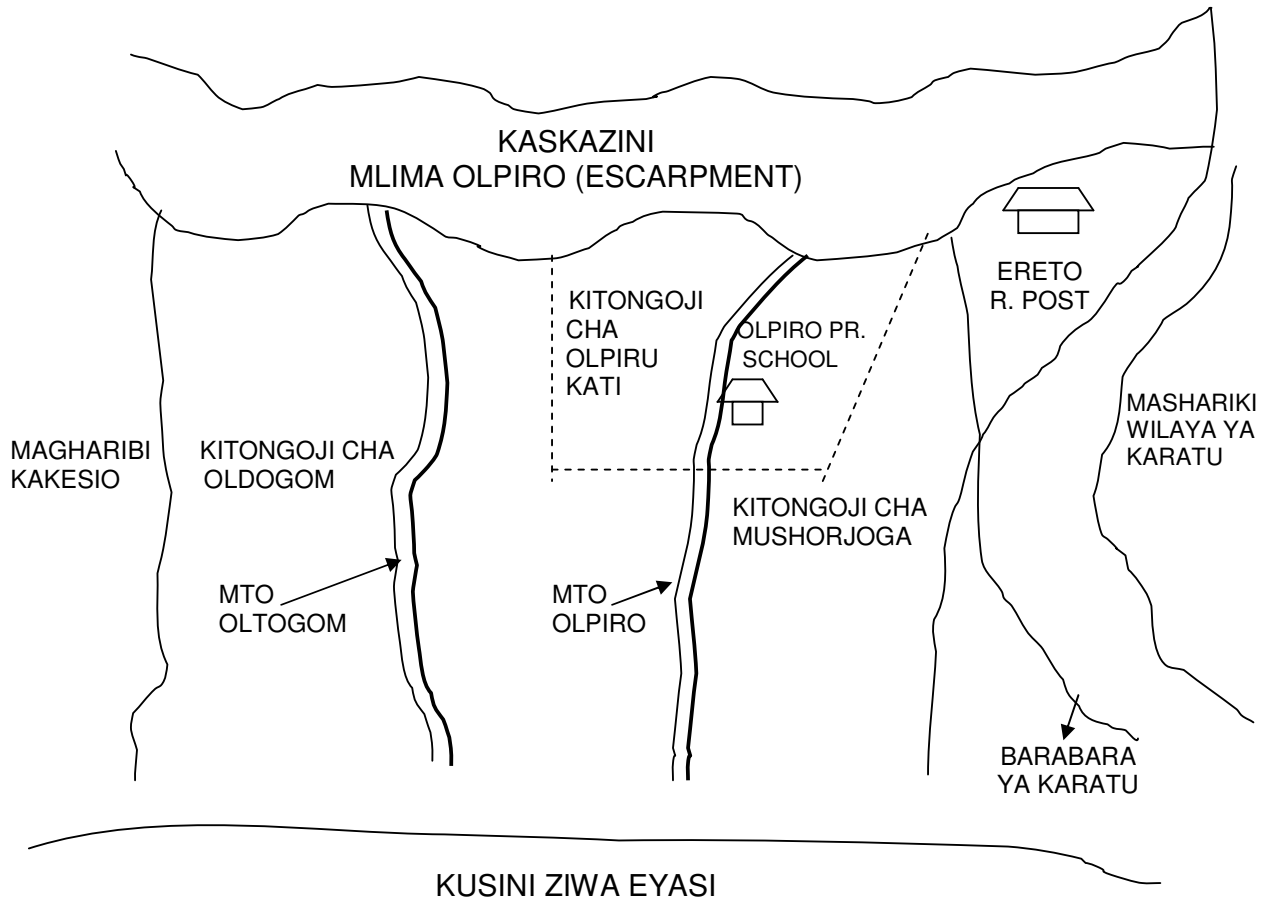 KASKAZINI
MLIMA OLPIRO (ESCARPMENT)
ERETO
R. POST
KITONGOJI
CHA
OLPIRU
KATI
OLPIRO PR.
SCHOOL
MASHARIKI
WILAYA YA
KARATU
MAGHARIBI
KAKESIO
KITONGOJI CHA
OLDOGOM
KITONGOJI CHA
MUSHORJOGA
MTO
OLTOGOM
MTO
OLPIRO
BARABARA
YA KARATU
KUSINI ZIWA EYASI